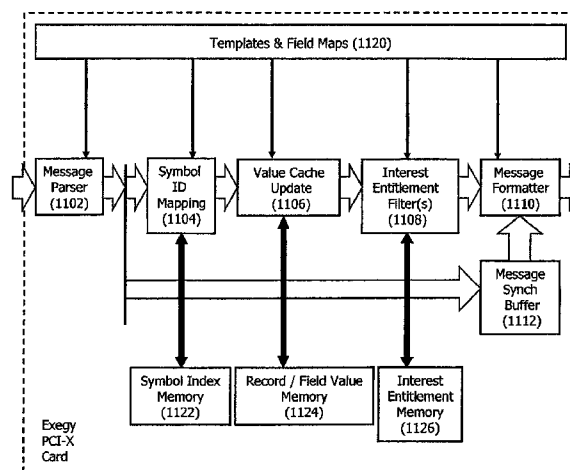 Templates & Field Maps (1120)
Message
Parser
(1102)
Symbol
ID
Mapping
(1104)
Value Cache
Update
(1106)
Interest
Entitlement
Filter(s)
(1108)
Message
Formatter
(1110)
Message
Synch
Buffer
(1112)
Symbol Index
Memory
(1122)
Record / Field Value
Memory
(1124)
Interest
Entitlement
Memory
(1126)
Exegy
PCI-X
Card